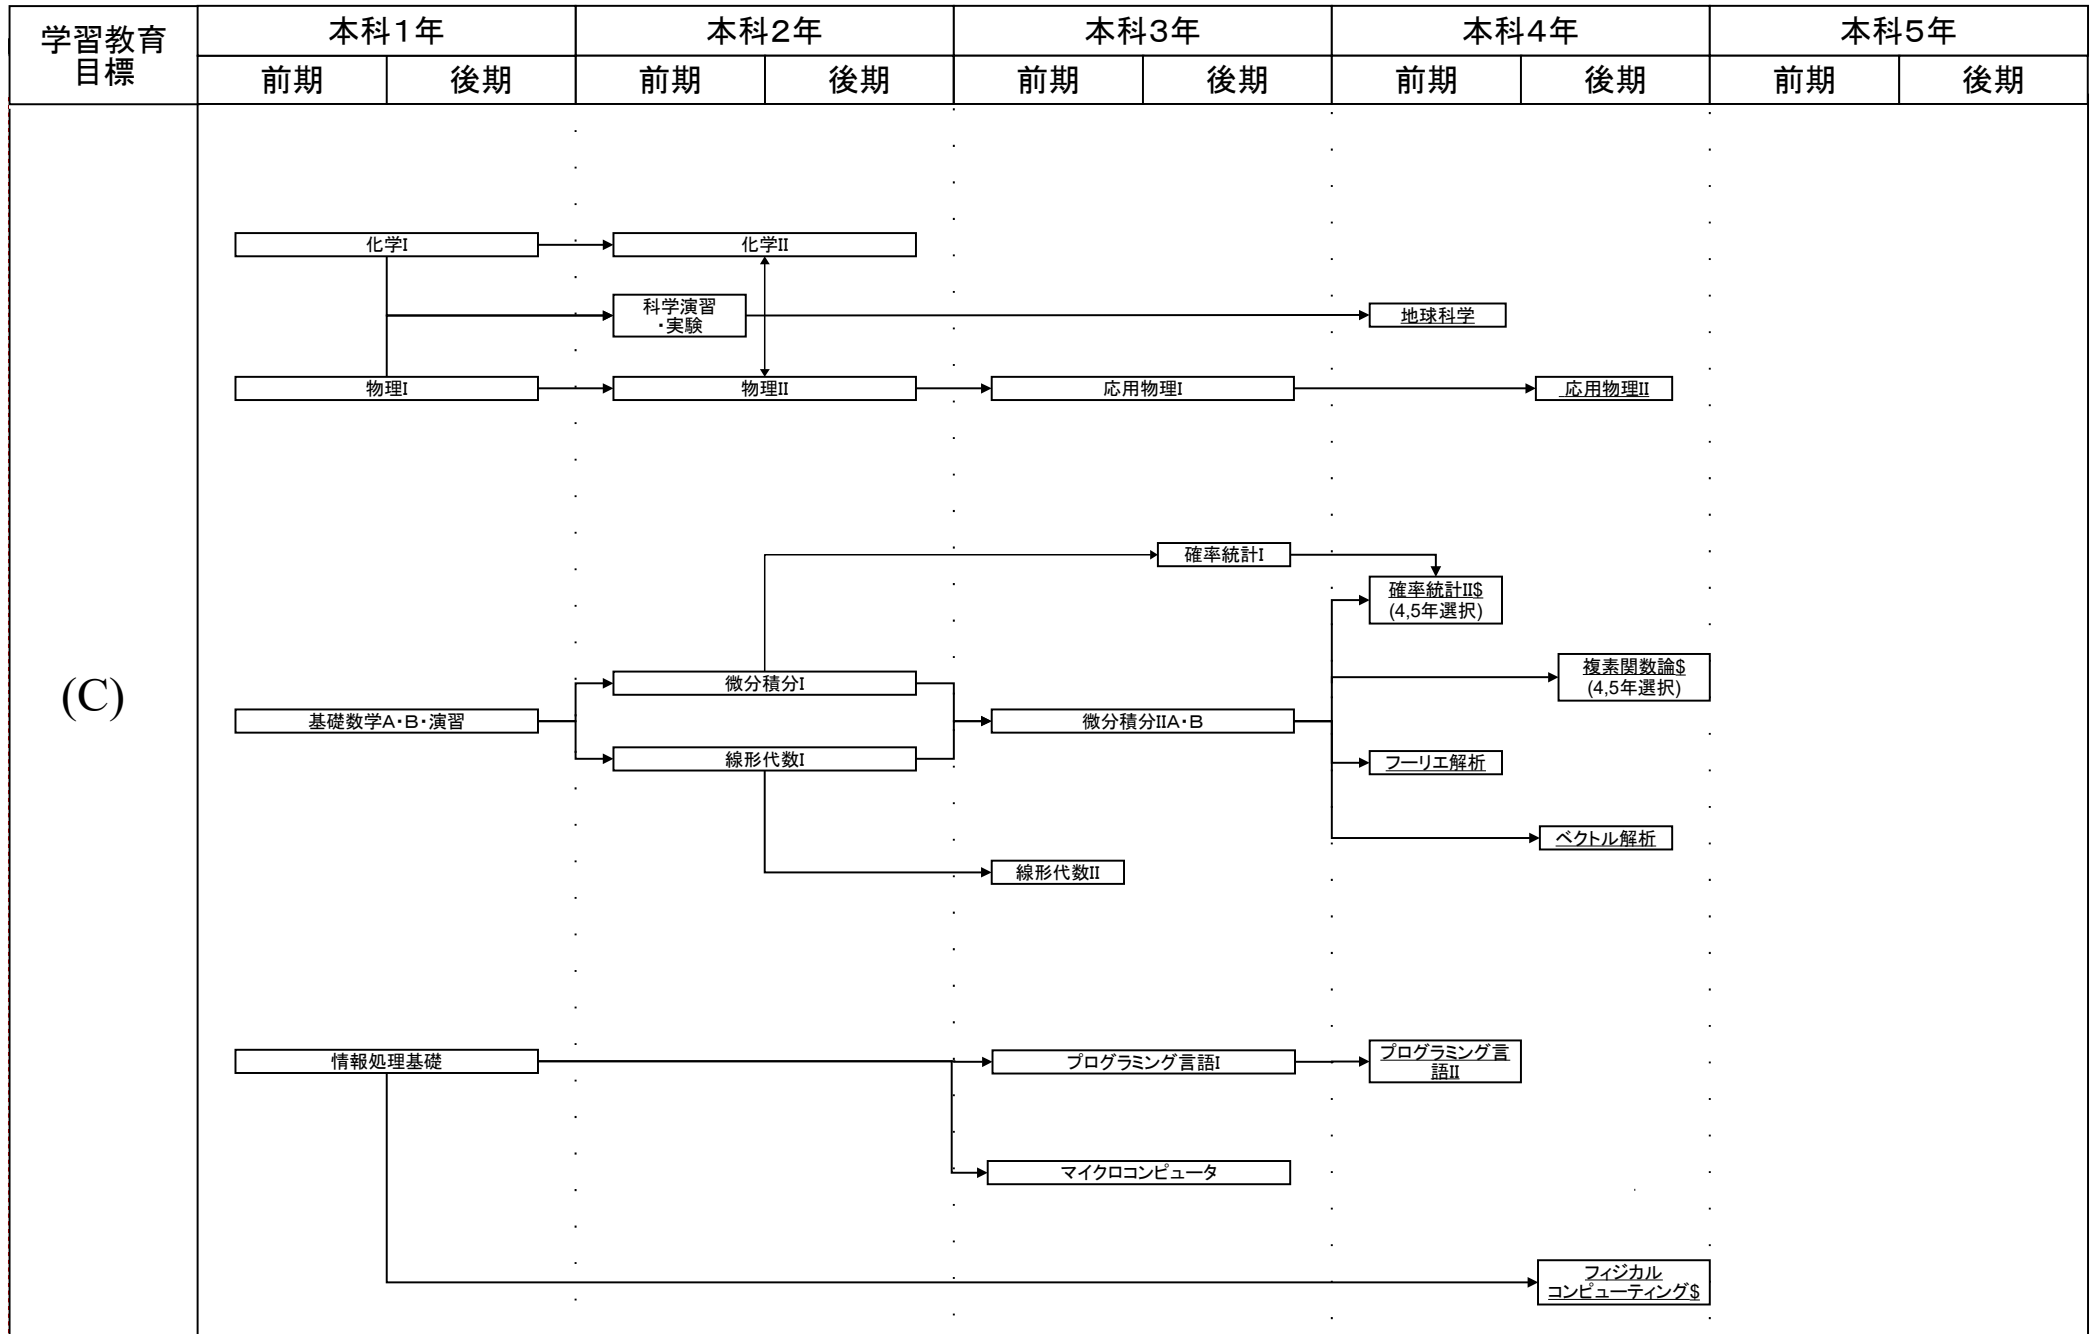 学習教育
目標
本科1年
本科2年
本科3年
本科4年
本科5年
前期
後期
前期
後期
前期
後期
前期
後期
前期
後期
(C)
化学I
化学II
科学演習
・実験
地球科学
物理I
物理II
応用物理I
応用物理II
確率統計I
確率統計II$
(4,5年選択)
複素関数論$
(4,5年選択)
微分積分I
基礎数学A・B・演習
微分積分IIA・B
線形代数I
フーリエ解析
ベクトル解析
線形代数II
情報処理基礎
プログラミング言語I
プログラミング言
語II
マイクロコンピュータ
フィジカル
コンピューティング$